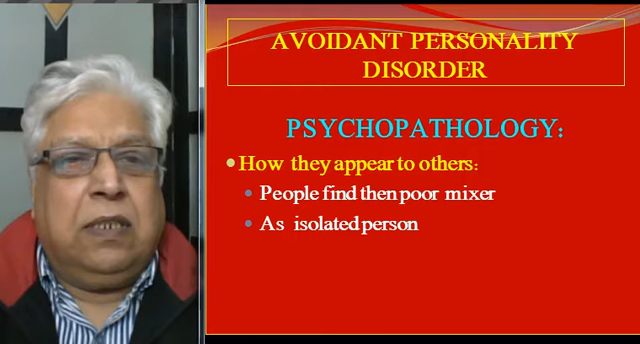 AVOIDANT PERSONALITY
DISORDER
PSYCHOPATHOLOGY:
How they appear to others:
People find then poor mixer
As isolated person